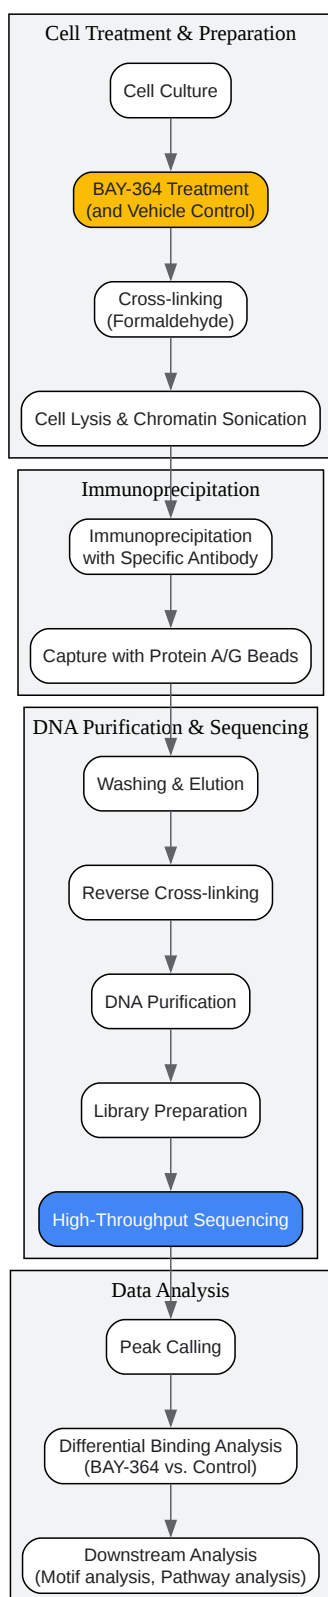 Cell Treatment & Preparation
Cell Culture
BAY-364 Treatment
(and Vehicle Control)
Cross-linking
(Formaldehyde)
Cell Lysis & Chromatin Sonication
Immunoprecipitation
Immunoprecipitation
with Specific Antibody
Capture with Protein A/G Beads
DNA Purification & Sequencing
Washing & Elution
Reverse Cross-linking
DNA Purification
Library Preparation
High-Throughput Sequencing
Data Analysis
Peak Calling
Differential Binding Analysis
(BAY-364 vs. Control)
Downstream Analysis
(Motif analysis, Pathway analysis)